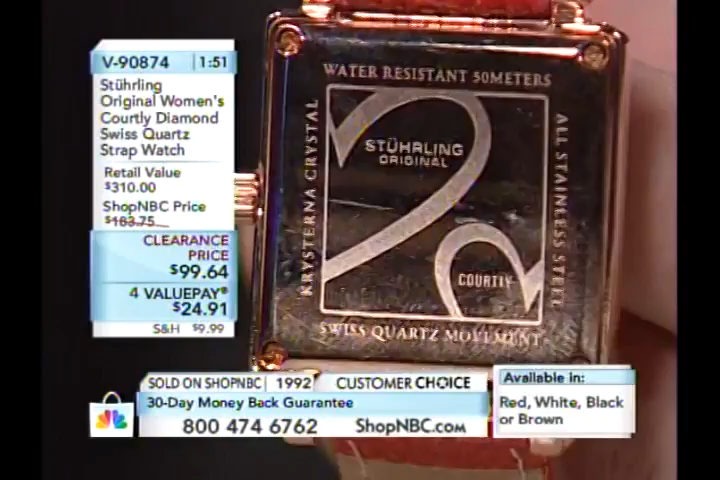 V-90874 1:51
Stührling
Original Women's
Courtly Diamond
Swiss Quartz
Strap Watch
Retail Value
$310.00
ShopNBC Price
$183.75
CLEARANCE
PRICE
$99.64
4 VALUEPAY®
$24.91
S&H $9.99
WATER RESISTANT 50METERS
KRYSTERNA CRYSTAL
STÜHRLING
ORIGINAL
COURTLY
ALL STAINLESS STEEL
SWISS QUARTZ MOVEMENT
SOLD ON SHOPNBC 1992 CUSTOMER CHOICE
30-Day Money Back Guarantee
800 474 6762 ShopNBC.com
Available in:
Red, White, Black
or Brown